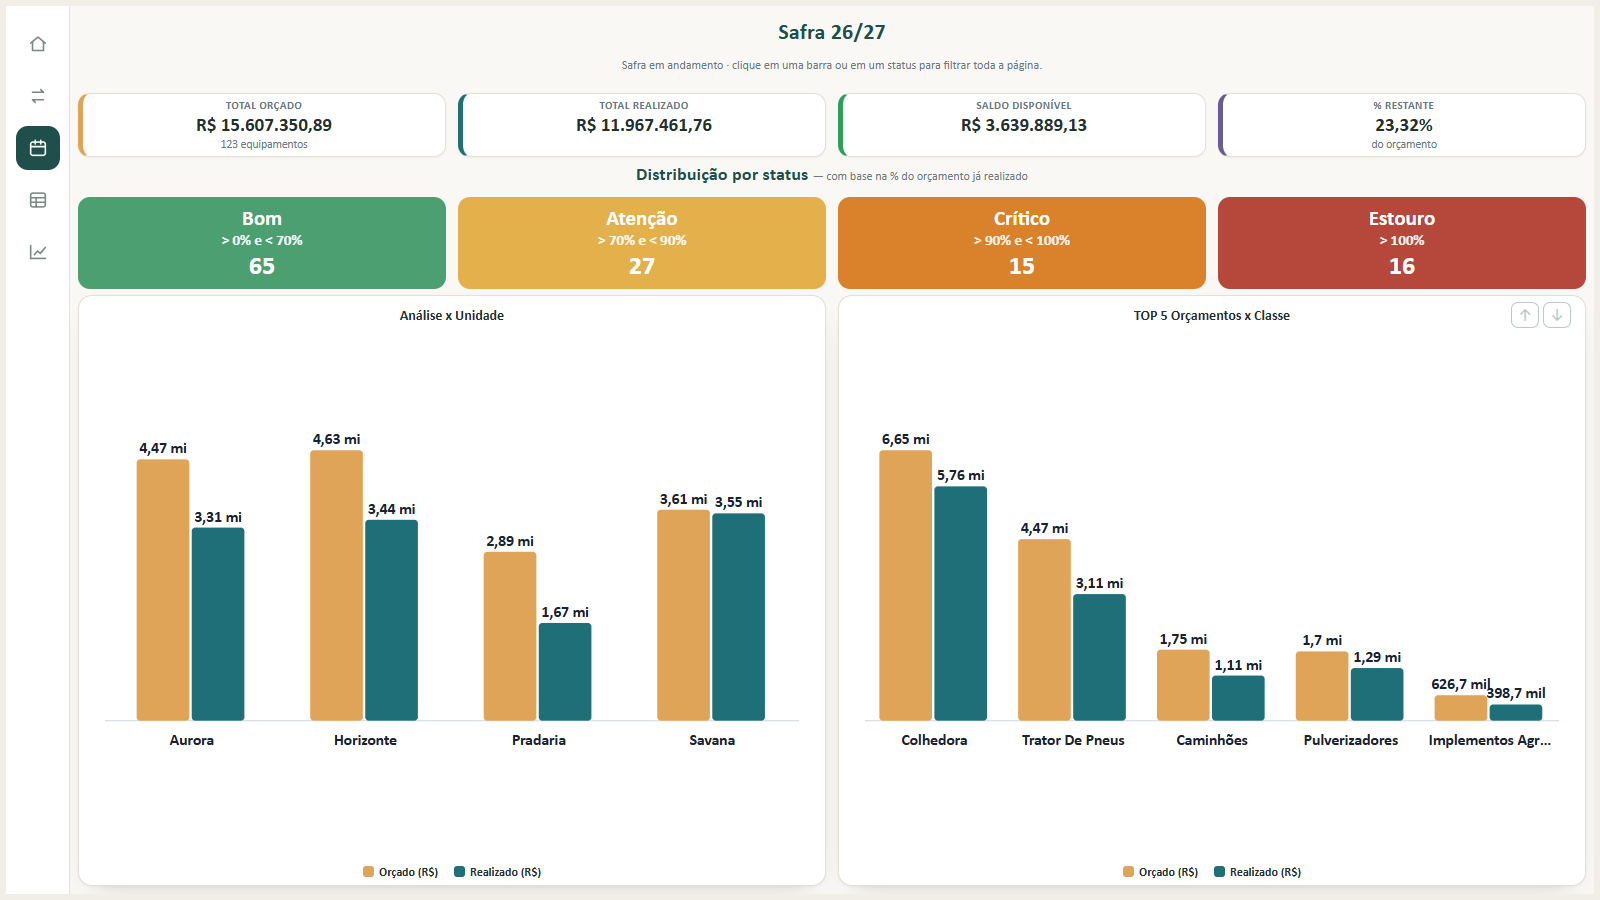 Safra 26/27
Safra em andamento · clique em uma barra ou em um status para filtrar toda a página.
TOTAL ORÇADO
R$ 15.607.350,89
123 equipamentos
TOTAL REALIZADO
R$ 11.967.461,76
SALDO DISPONÍVEL
R$ 3.639.889,13
% RESTANTE
23,32%
do orçamento
Distribuição por status — com base na % do orçamento já realizado
Bom
> 0% e < 70%
65
Atenção
> 70% e < 90%
27
Crítico
> 90% e < 100%
15
Estouro
> 100%
16
Análise x Unidade
4,47 mi
3,31 mi
4,63 mi
3,44 mi
2,89 mi
1,67 mi
3,61 mi
3,55 mi
Aurora
Horizonte
Pradaria
Savana
Orçado (R$)
Realizado (R$)
TOP 5 Orçamentos x Classe
6,65 mi
5,76 mi
4,47 mi
3,11 mi
1,75 mi
1,11 mi
1,7 mi
1,29 mi
626,7 mil
398,7 mil
Colhedora
Trator De Pneus
Caminhões
Pulverizadores
Implementos Agr...
Orçado (R$)
Realizado (R$)